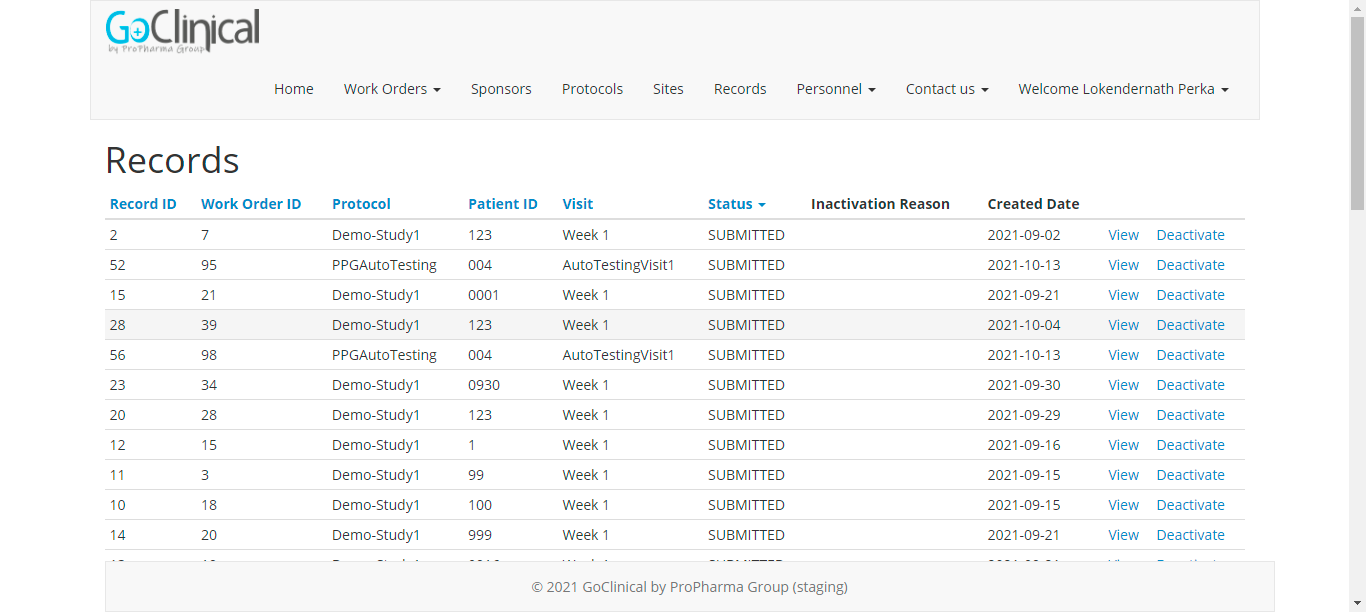 GoClinical
by ProPharma Group
Home Work Orders Sponsors Protocols Sites Records Personnel Contact us Welcome Lokendernath Perka
Records
Record ID Work Order ID Protocol Patient ID Visit Status Inactivation Reason Created Date
2 7 Demo-Study1 123 Week 1 SUBMITTED 2021-09-02 View Deactivate
52 95 PPGAutoTesting 004 AutoTestingVisit1 SUBMITTED 2021-10-13 View Deactivate
15 21 Demo-Study1 0001 Week 1 SUBMITTED 2021-09-21 View Deactivate
28 39 Demo-Study1 123 Week 1 SUBMITTED 2021-10-04 View Deactivate
56 98 PPGAutoTesting 004 AutoTestingVisit1 SUBMITTED 2021-10-13 View Deactivate
23 34 Demo-Study1 0930 Week 1 SUBMITTED 2021-09-30 View Deactivate
20 28 Demo-Study1 123 Week 1 SUBMITTED 2021-09-29 View Deactivate
12 15 Demo-Study1 1 Week 1 SUBMITTED 2021-09-16 View Deactivate
11 3 Demo-Study1 99 Week 1 SUBMITTED 2021-09-15 View Deactivate
10 18 Demo-Study1 100 Week 1 SUBMITTED 2021-09-15 View Deactivate
14 20 Demo-Study1 999 Week 1 SUBMITTED 2021-09-21 View Deactivate
© 2021 GoClinical by ProPharma Group (staging)